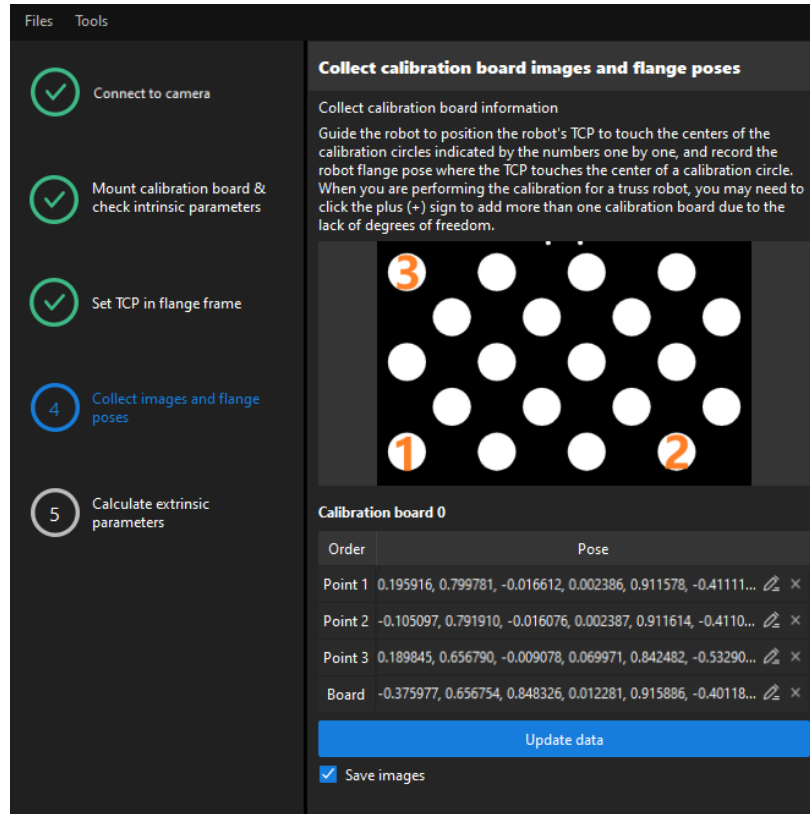 Files Tools
Connect to camera
Mount calibration board &
check intrinsic parameters
Set TCP in flange frame
4
Collect images and flange
poses
5
Calculate extrinsic
parameters
Collect calibration board images and flange poses
Collect calibration board information
Guide the robot to position the robot's TCP to touch the centers of the
calibration circles indicated by the numbers one by one, and record the
robot flange pose where the TCP touches the center of a calibration circle.
When you are performing the calibration for a truss robot, you may need to
click the plus (+) sign to add more than one calibration board due to the
lack of degrees of freedom.
3
1 2
Calibration board 0
Order Pose
Point 1 0.195916, 0.799781, -0.016612, 0.002386, 0.911578, -0.41111...
Point 2 -0.105097, 0.791910, -0.016076, 0.002387, 0.911614, -0.4110...
Point 3 0.189845, 0.656790, -0.009078, 0.069971, 0.842482, -0.53290...
Board -0.375977, 0.656754, 0.848326, 0.012281, 0.915886, -0.40118...
Update data
Save images